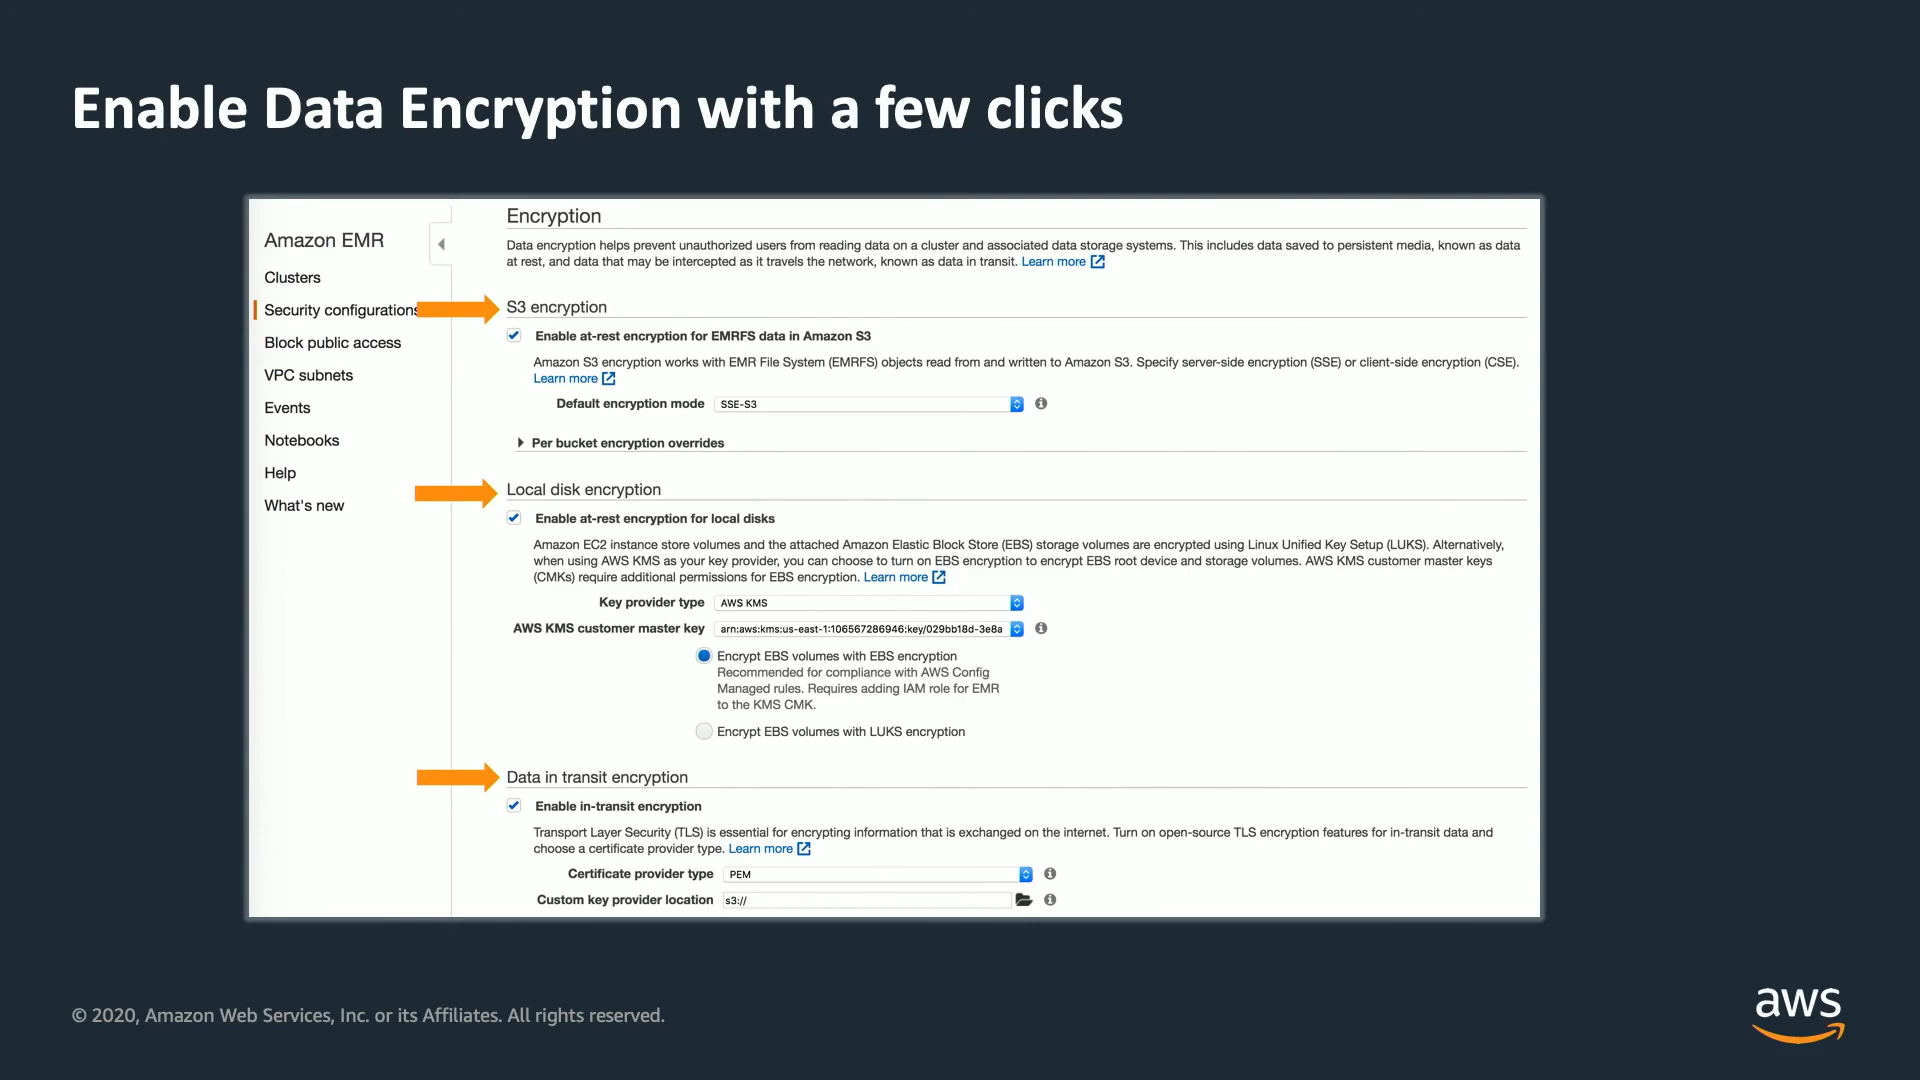 Enable Data Encryption with a few clicks
Amazon EMR
Clusters
Security configurations
Block public access
VPC subnets
Events
Notebooks
Help
What's new
Encryption
Data encryption helps prevent unauthorized users from reading data on a cluster and associated data storage systems. This includes data saved to persistent media, known as data
at rest, and data that may be intercepted as it travels the network, known as data in transit. Learn more
S3 encryption
Enable at-rest encryption for EMRFS data in Amazon S3
Amazon S3 encryption works with EMR File System (EMRFS) objects read from and written to Amazon S3. Specify server-side encryption (SSE) or client-side encryption (CSE).
Learn more
Default encryption mode SSE-S3
Per bucket encryption overrides
Local disk encryption
Enable at-rest encryption for local disks
Amazon EC2 instance store volumes and the attached Amazon Elastic Block Store (EBS) storage volumes are encrypted using Linux Unified Key Setup (LUKS). Alternatively,
when using AWS KMS as your key provider, you can choose to turn on EBS encryption to encrypt EBS root device and storage volumes. AWS KMS customer master keys
(CMKs) require additional permissions for EBS encryption. Learn more
Key provider type AWS KMS
AWS KMS customer master key arn:aws:kms:us-east-1:106567286946:key/029bb18d-3e8a
Encrypt EBS volumes with EBS encryption
Recommended for compliance with AWS Config
Managed rules. Requires adding IAM role for EMR
to the KMS CMK.
Encrypt EBS volumes with LUKS encryption
Data in transit encryption
Enable in-transit encryption
Transport Layer Security (TLS) is essential for encrypting information that is exchanged on the internet. Turn on open-source TLS encryption features for in-transit data and
choose a certificate provider type. Learn more
Certificate provider type PEM
Custom key provider location s3://
© 2020, Amazon Web Services, Inc. or its Affiliates. All rights reserved.
aws